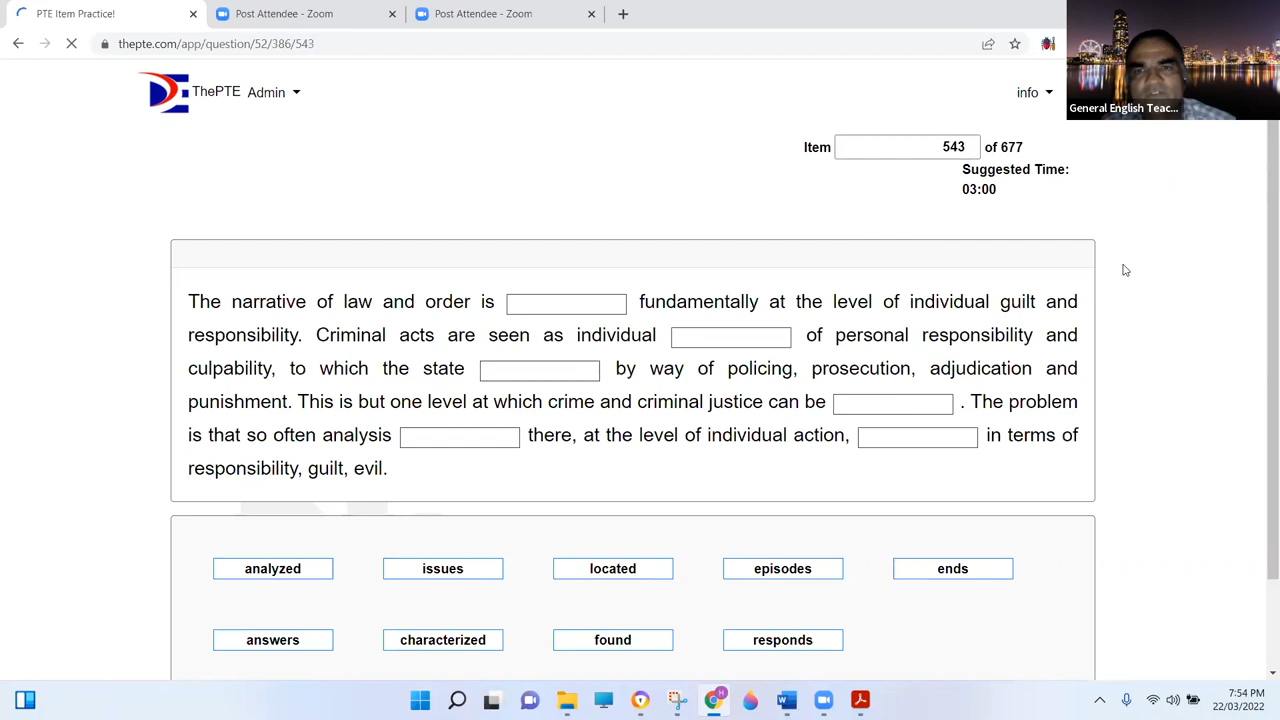 PTE Item Practice!
Post Attendee - Zoom
Post Attendee - Zoom
thepte.com/app/question/52/386/543
General English Teac...
ThePTE Admin
info
Item 543 of 677
Suggested Time:
03:00
The narrative of law and order is fundamentally at the level of individual guilt and
responsibility. Criminal acts are seen as individual of personal responsibility and
culpability, to which the state by way of policing, prosecution, adjudication and
punishment. This is but one level at which crime and criminal justice can be . The problem
is that so often analysis there, at the level of individual action, in terms of
responsibility, guilt, evil.
analyzed issues located episodes ends
answers characterized found responds
7:54 PM
22/03/2022